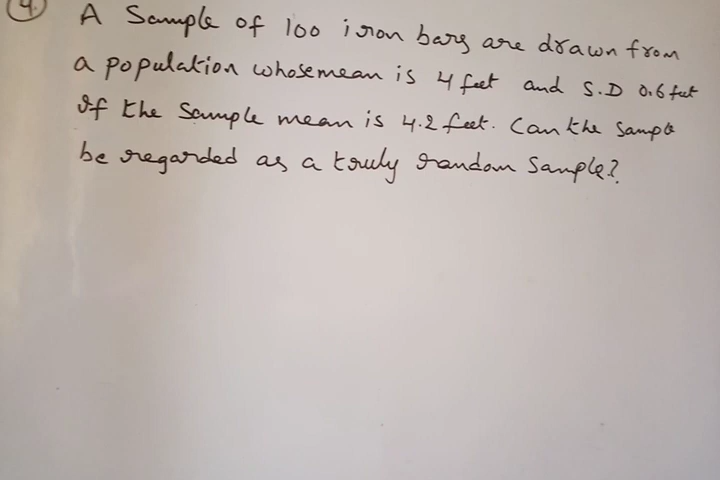 4. A Sample of 100 iron bars are drawn from
a population whose mean is 4 feet and S.D 0.6 feet
If the Sample mean is 4.2 feet. Can the Sample
be regarded as a truly random Sample?